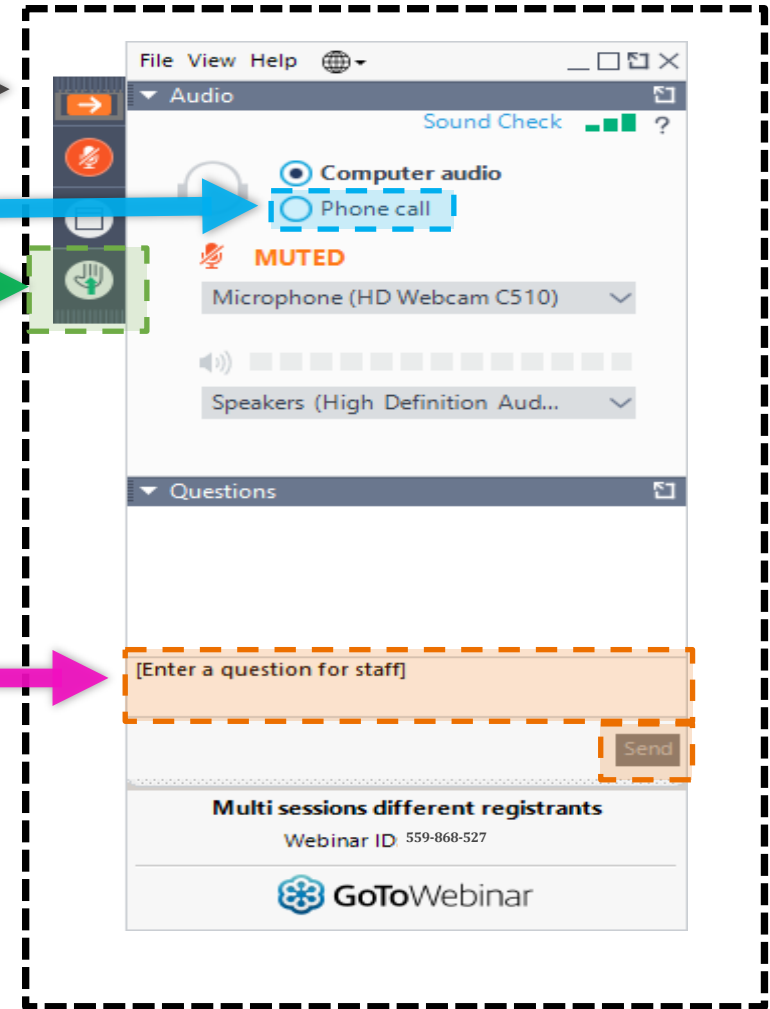 File View Help
Audio
Sound Check ?
Computer audio
Phone call
MUTED
Microphone (HD Webcam C510)
Speakers (High Definition Aud...
Questions
[Enter a question for staff]
Send
Multi sessions different registrants
Webinar ID: 559-868-527
GoToWebinar